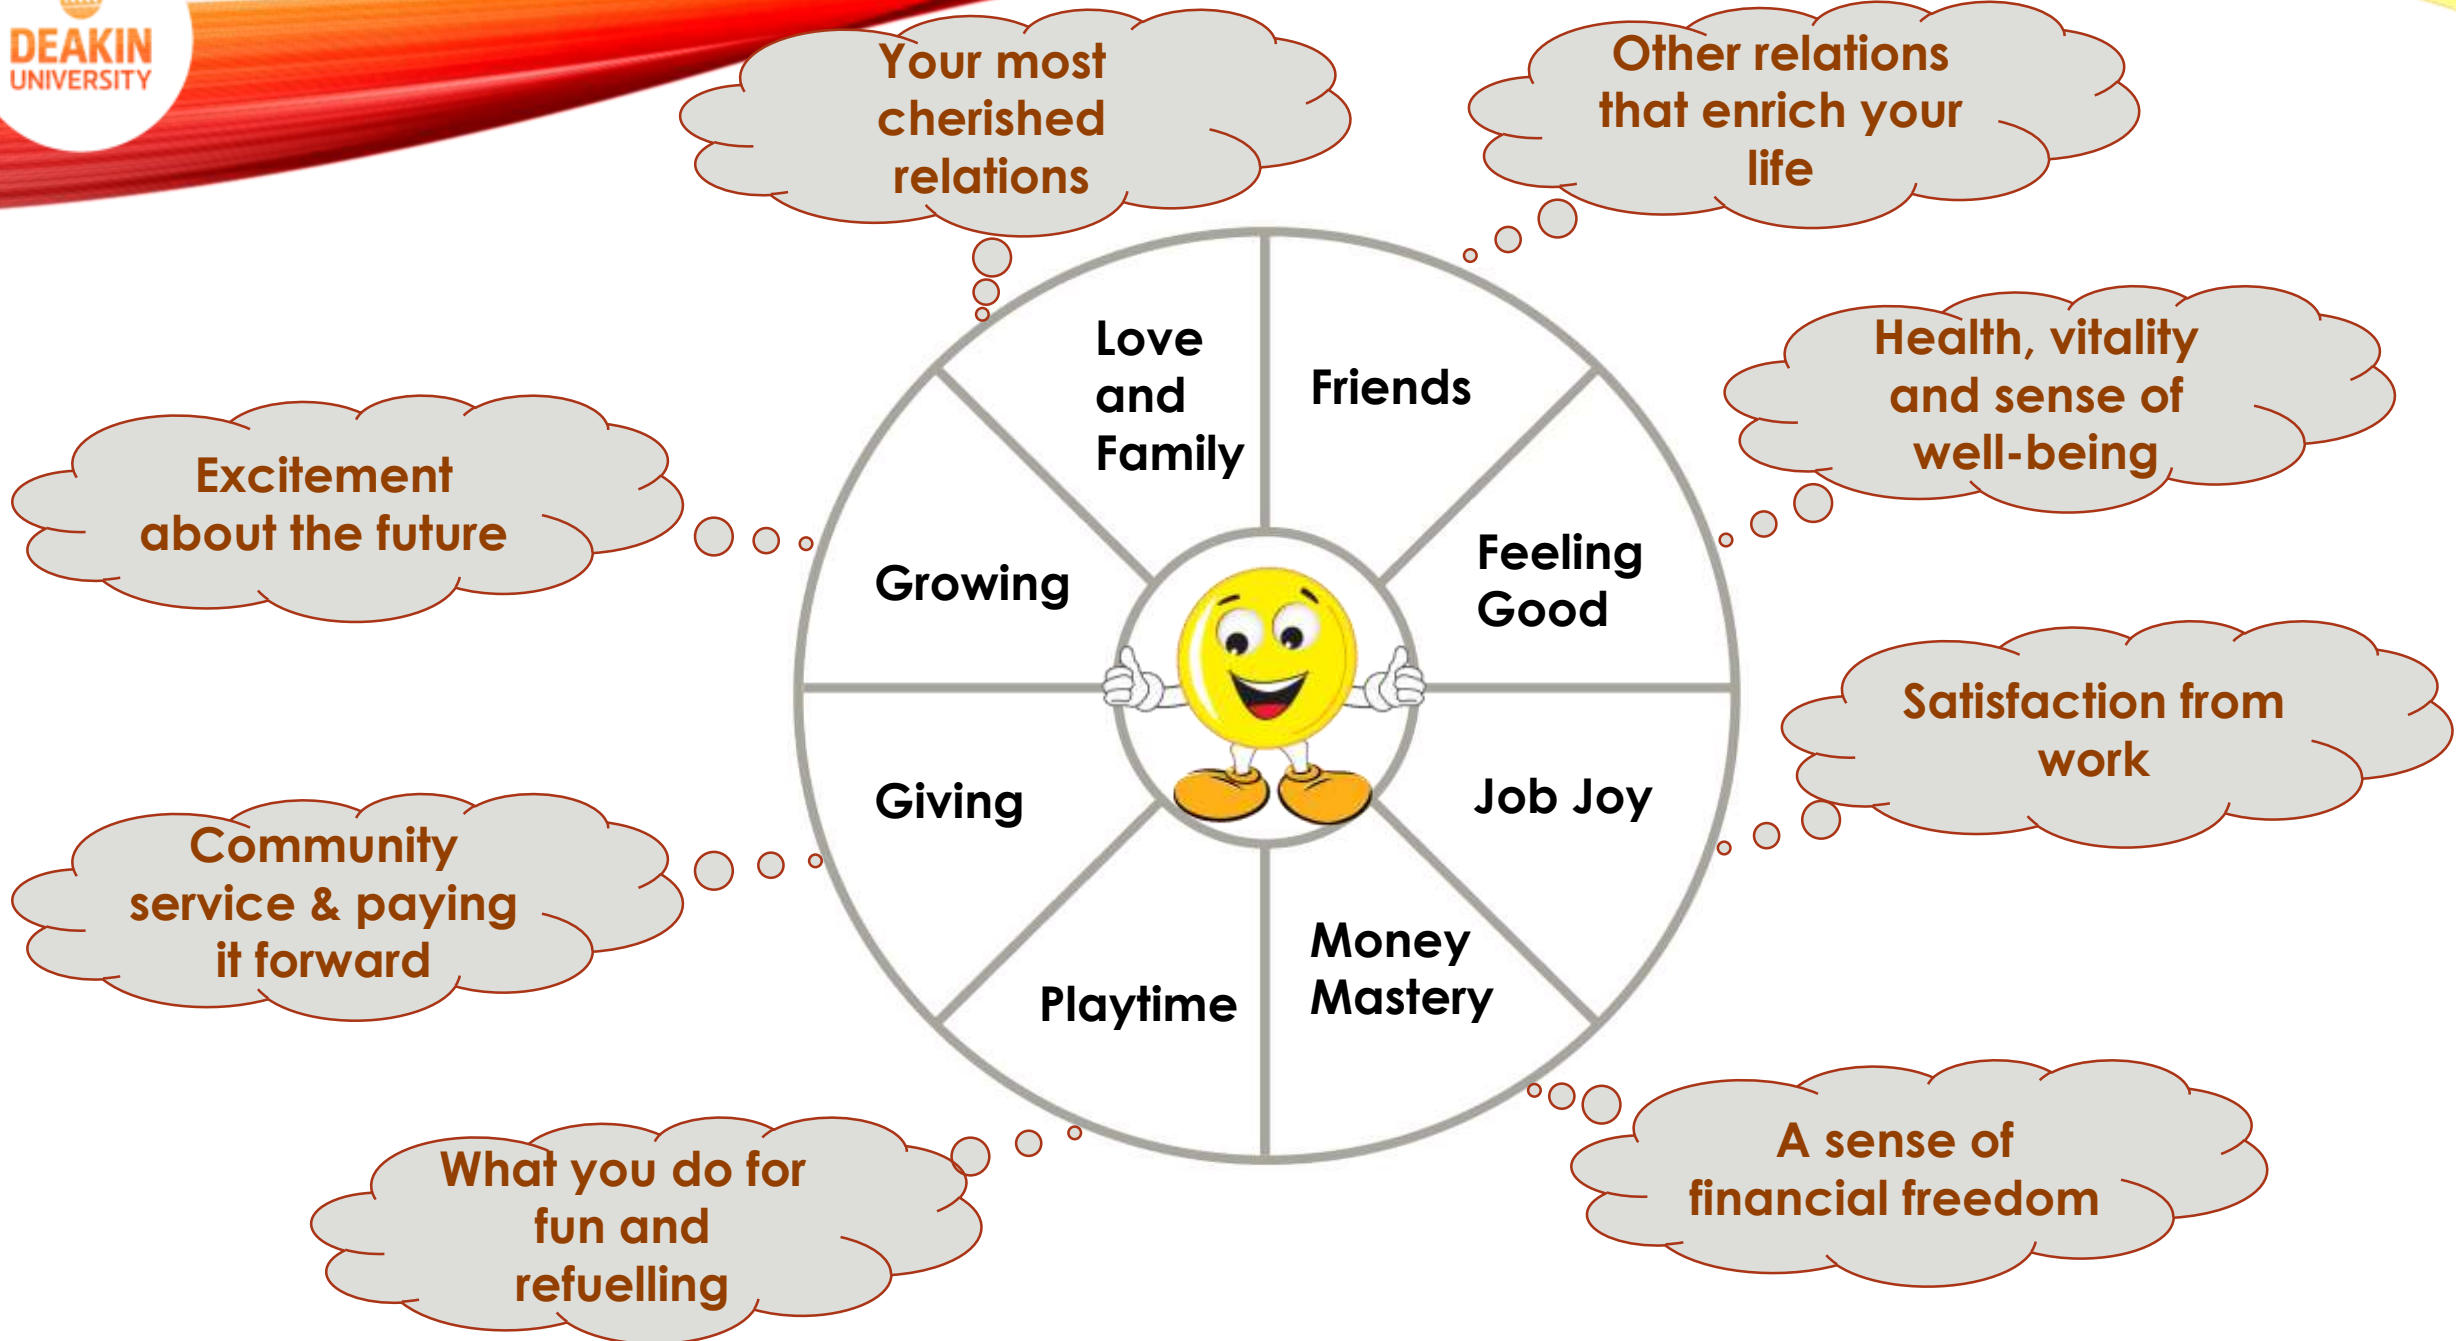 DEAKIN
UNIVERSITY
Your most
cherished
relations
Other relations
that enrich your
life
Health, vitality
and sense of
well-being
Satisfaction from
work
A sense of
financial freedom
What you do for
fun and
refuelling
Community
service & paying
it forward
Excitement
about the future
Love
and
Family
Friends
Feeling
Good
Job Joy
Money
Mastery
Playtime
Giving
Growing